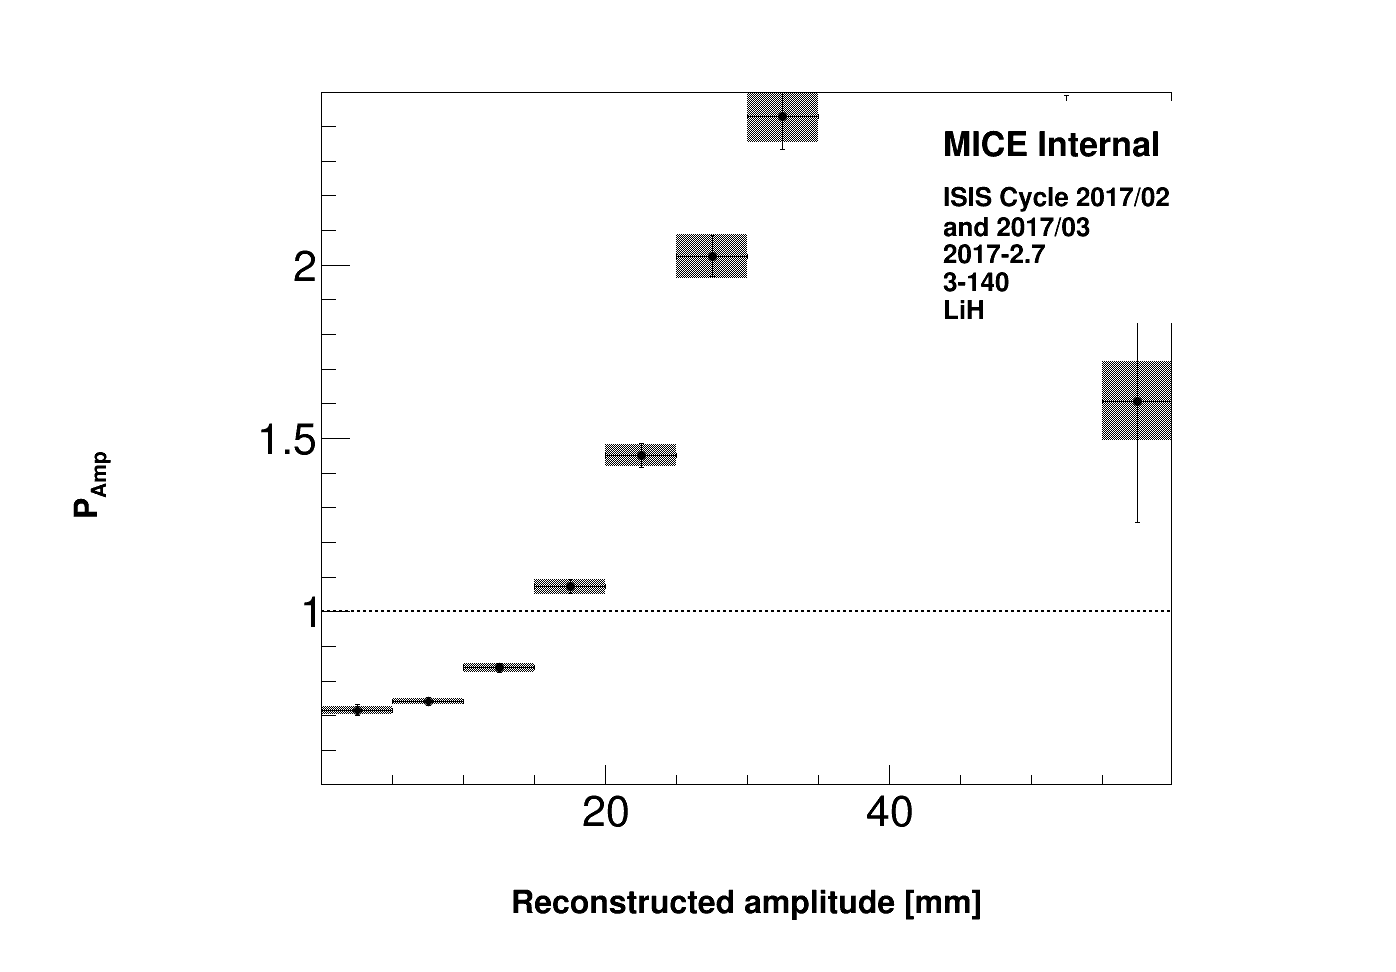 MICE Internal
ISIS Cycle 2017/02
and 2017/03
2017-2.7
3-140
LiH
2
1.5
1
P_Amp
20 40
Reconstructed amplitude [mm]